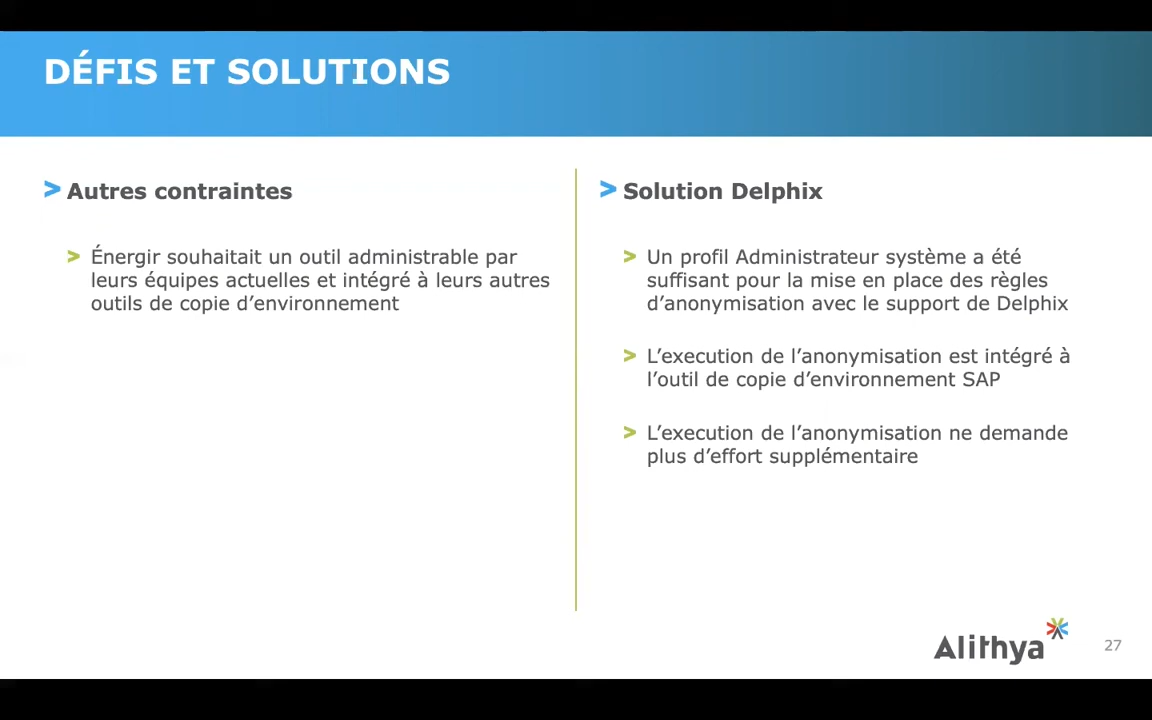 DÉFIS ET SOLUTIONS
> Autres contraintes
> Énergir souhaitait un outil administrable par
leurs équipes actuelles et intégré à leurs autres
outils de copie d’environnement
> Solution Delphix
> Un profil Administrateur système a été
suffisant pour la mise en place des règles
d’anonymisation avec le support de Delphix
> L’execution de l’anonymisation est intégré à
l’outil de copie d’environnement SAP
> L’execution de l’anonymisation ne demande
plus d’effort supplémentaire
Alithya
27